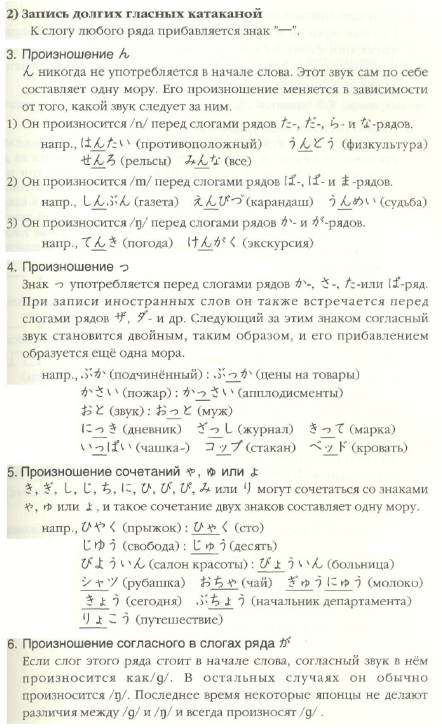 2) Запись долгих гласных катаканой
К слогу любого ряда прибавляется знак "—".
3. Произношение ん
ん никогда не употребляется в начале слова. Этот звук сам по себе
составляет одну мору. Его произношение меняется в зависимости
от того, какой звук следует за ним.
1) Он произносится /n/ перед слогами рядов た-, だ-, ら- и な-рядов.
напр., はんたい (противоположный) うんどう (физкультура)
せんろ (рельсы) みんな (все)
2) Он произносится /m/ перед слогами рядов ば-, ぱ- и ま-рядов.
напр., しんぶん (газета) えんぴつ (карандаш) うんめい (судьба)
3) Он произносится /ŋ/ перед слогами рядов か- и が-рядов.
напр., てんき (погода) けんがく (экскурсия)
4. Произношение っ
Знак っ употребляется перед слогами рядов か-, さ-, た-или ぱ-ряд.
При записи иностранных слов он также встречается перед
слогами рядов ザ, ダ- и др. Следующий за этим знаком согласный
звук становится двойным, таким образом, и его прибавлением
образуется ещё одна мора.
напр., ぶか (подчинённый) : ぶっか (цены на товары)
かさい (пожар) : かっさい (апплодисменты)
おと (звук) : おっと (муж)
にっき (дневник) ざっし (журнал) きって (марка)
いっぱい (чашка-) コップ (стакан) ベッド (кровать)
5. Произношение сочетаний ゃ, ゅ или ょ
き, ぎ, し, じ, ち, に, ひ, び, ぴ, み или り могут сочетаться со знаками
ゃ, ゅ или ょ, и такое сочетание двух знаков составляет одну мору.
напр., ひやく (прыжок) : ひゃく (сто)
じゆう (свобода) : じゅう (десять)
びよういん (салон красоты) : びょういん (больница)
シャツ (рубашка) おちゃ (чай) ぎゅうにゅう (молоко)
きょう (сегодня) ぶちょう (начальник департамента)
りょこう (путешествие)
6. Произношение согласного в слогах ряда が
Если слог этого ряда стоит в начале слова, согласный звук в нём
произносится как/g/. В остальных случаях он обычно
произносится /ŋ/. Последнее время некоторые японцы не делают
различия между /g/ и /ŋ/ и всегда произносят /g/ .